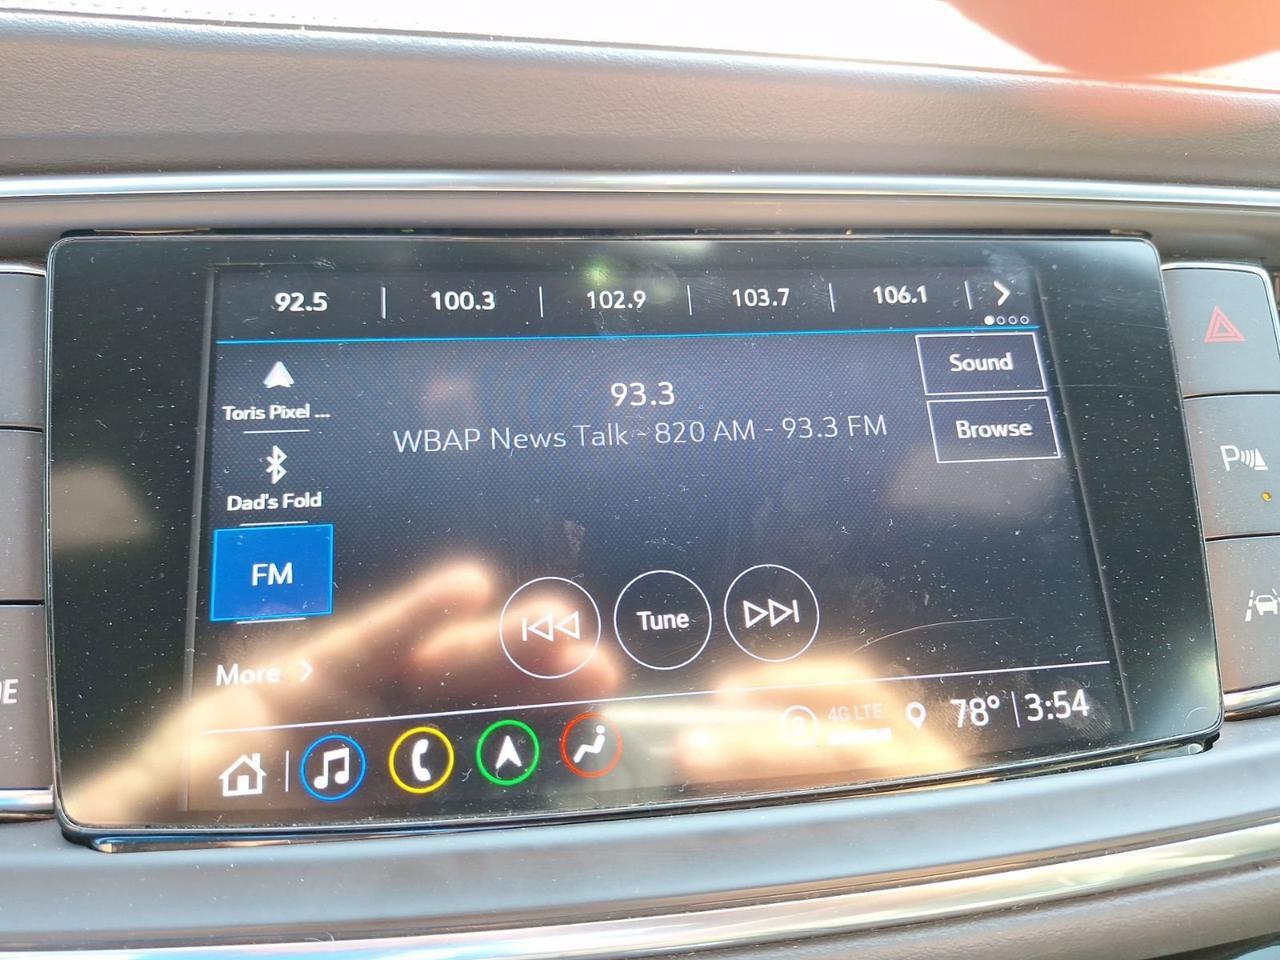 92.5 | 100.3 | 102.9 | 103.7 | 106.1 |
Toris Pixel ...
93.3
Sound
WBAP News Talk - 820 AM - 93.3 FM
Browse
Dad's Fold
FM
Tune
More
4G LTE
78° | 3:54
P